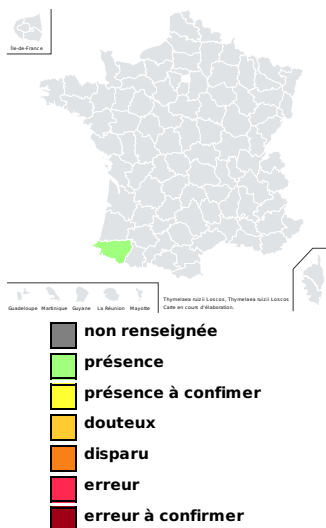 Île-de-France
Guadeloupe Martinique Guyane La Réunion Mayotte
Thymelaea ruizii Loscos, Thymelaea ruizii Loscos
Carte en cours d'élaboration.
non renseignée
présence
présence à confimer
douteux
disparu
erreur
erreur à confirmer